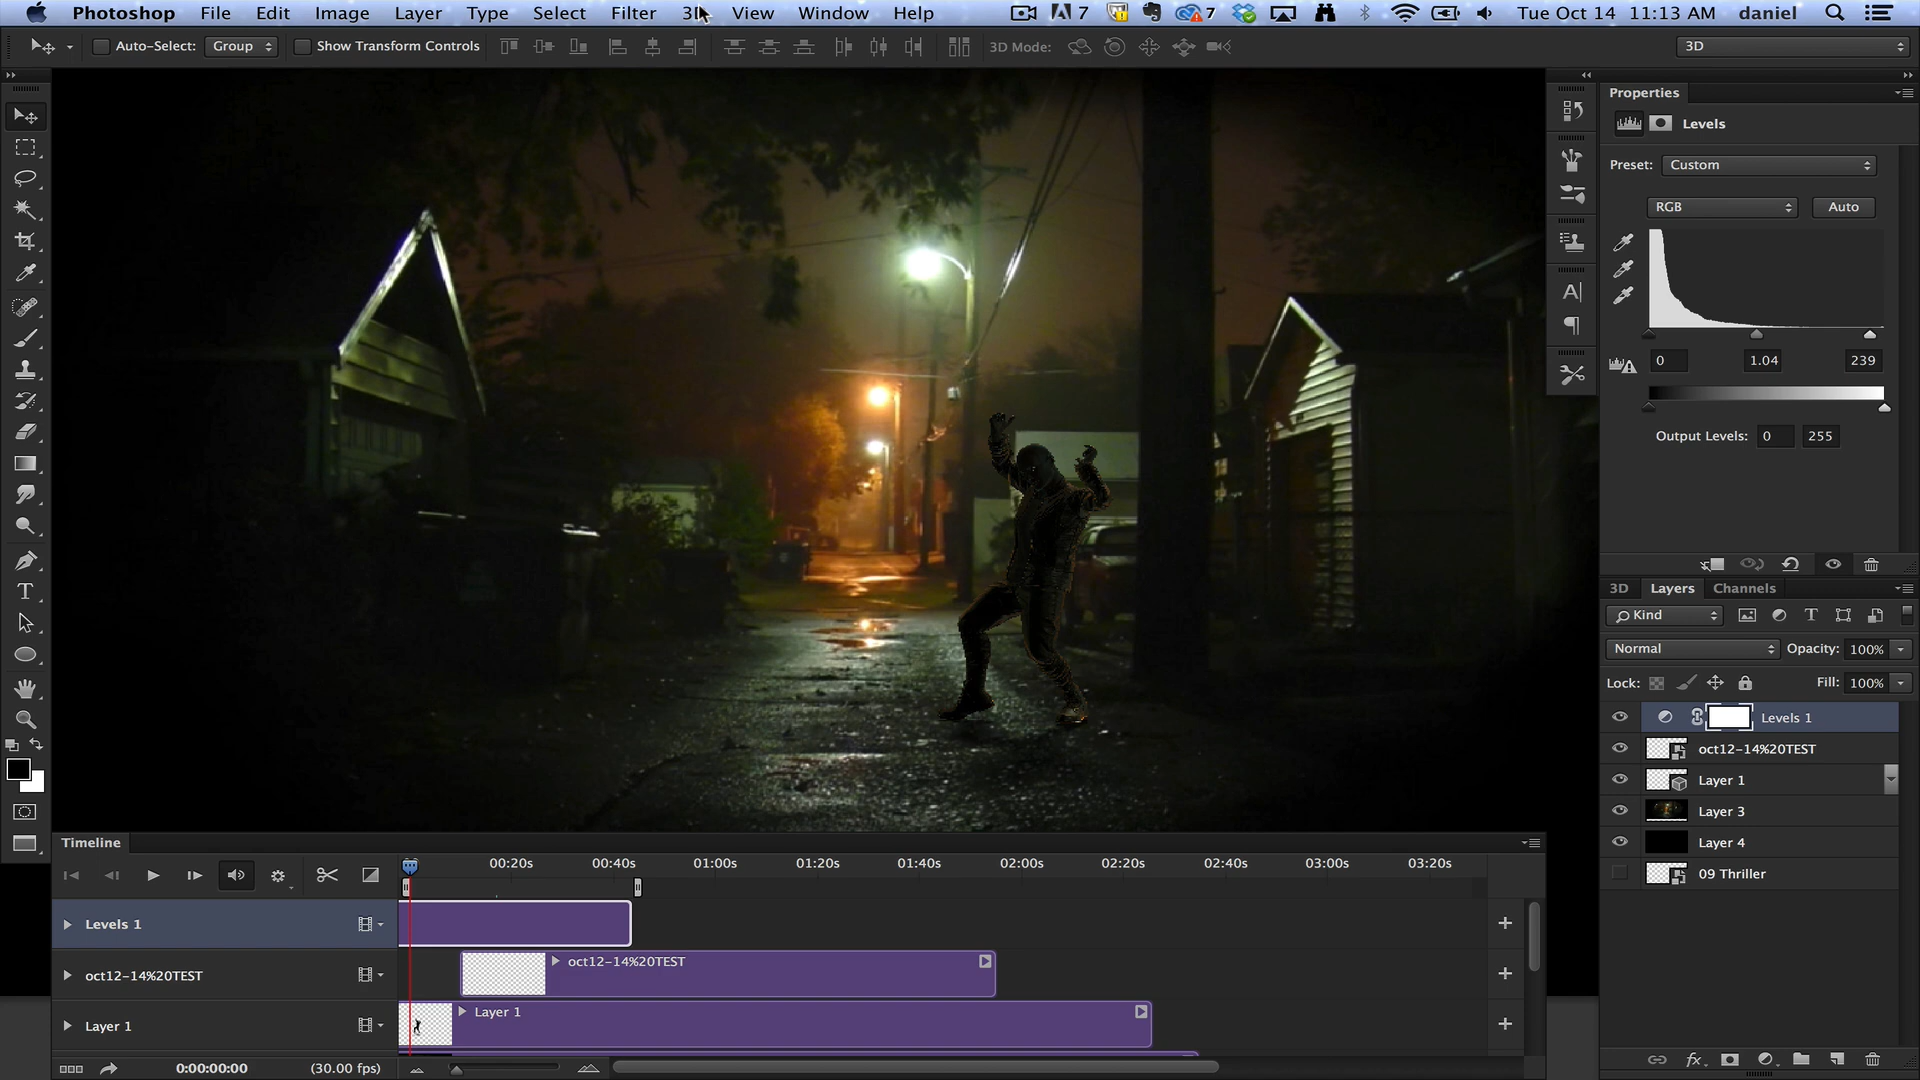 Photoshop File Edit Image Layer Type Select Filter 3D View Window Help 7 7 Tue Oct 14 11:13 AM daniel
Auto-Select: Group Show Transform Controls 3D Mode: 3D
Properties
Levels
Preset: Custom
RGB Auto
0 1.04 239
Output Levels: 0 255
3D Layers Channels
Kind
Normal Opacity: 100%
Lock: Fill: 100%
Levels 1
oct12-14%20TEST
Layer 1
Layer 3
Layer 4
09 Thriller
Timeline
00:20s 00:40s 01:00s 01:20s 01:40s 02:00s 02:20s 02:40s 03:00s 03:20s
Levels 1
oct12-14%20TEST oct12-14%20TEST
Layer 1 Layer 1
0:00:00:00 (30.00 fps)